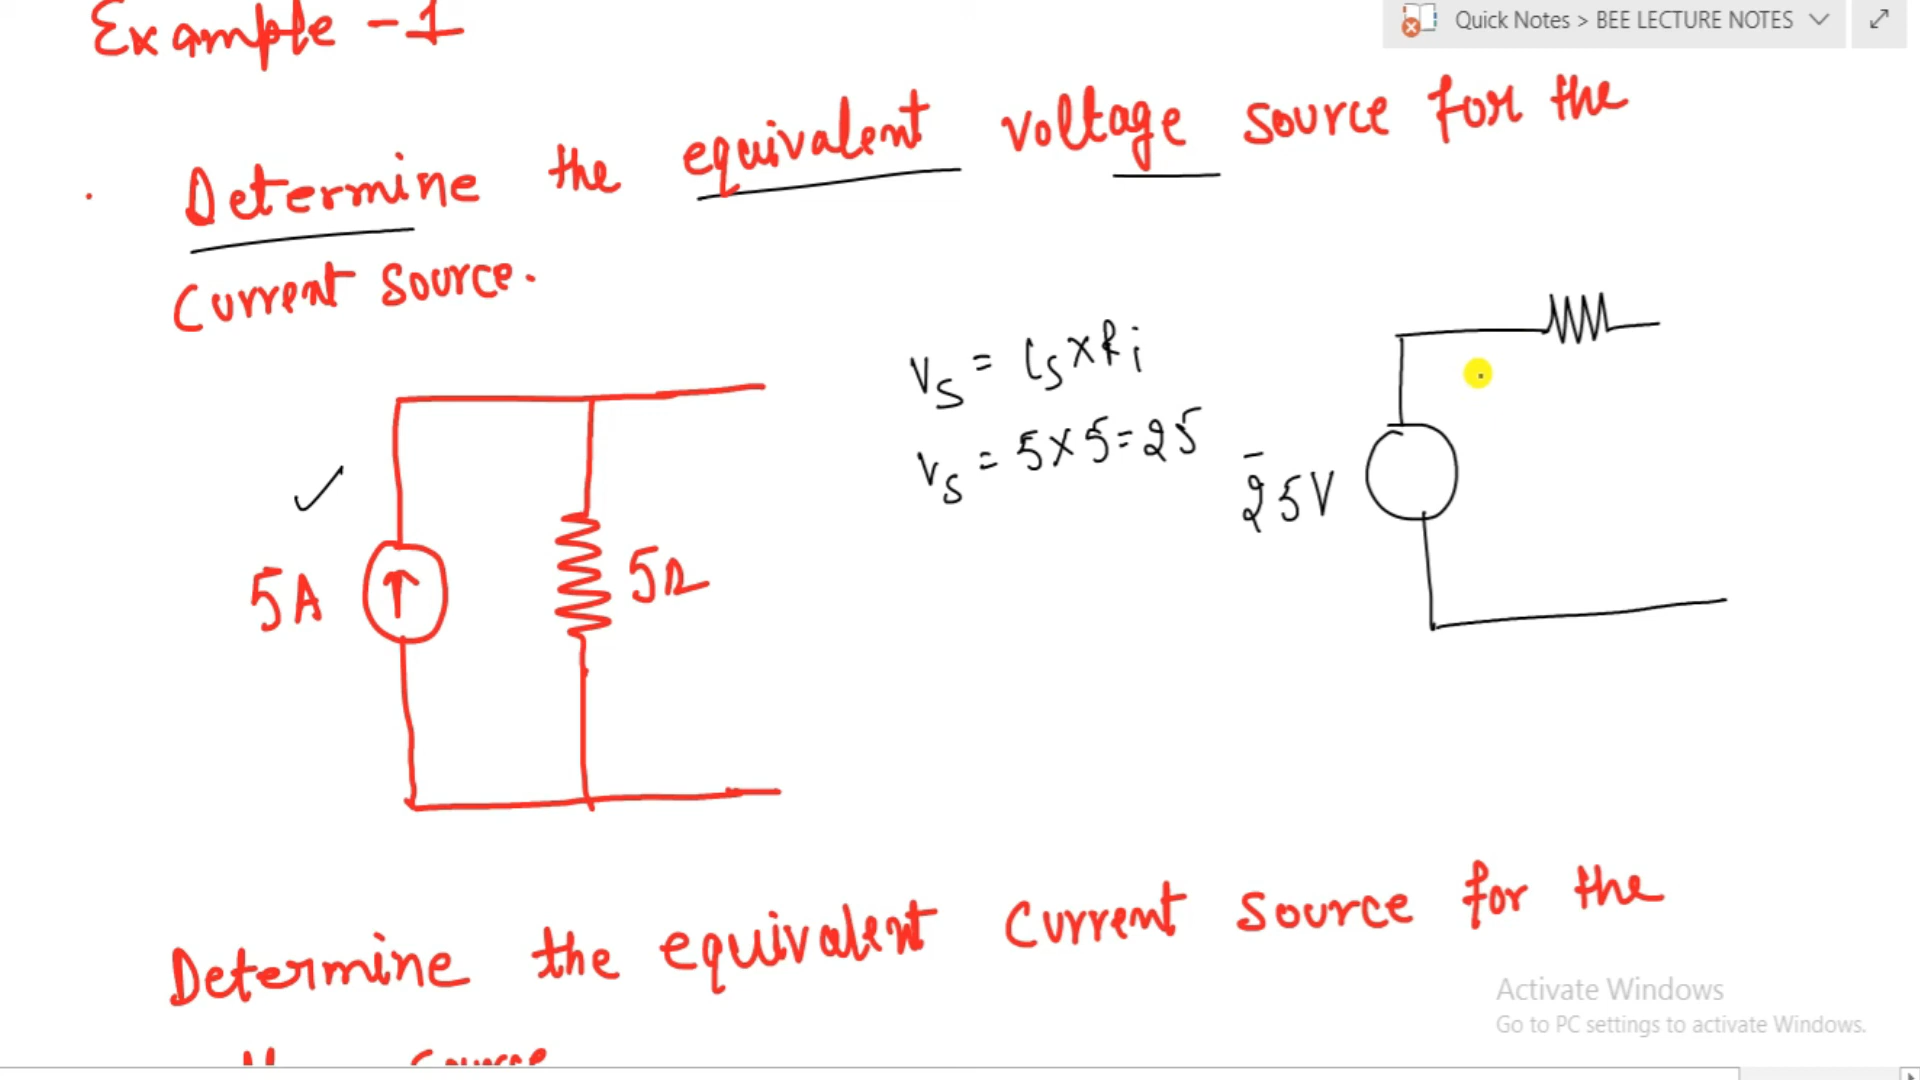 Example -1
Quick Notes > BEE LECTURE NOTES
Determine the equivalent voltage source for the
Current Source.
Vs = Is x Ri
Vs = 5 x 5 = 25
25V
5A
5Ω
Determine the equivalent Current Source for the
Activate Windows
Go to PC settings to activate Windows.